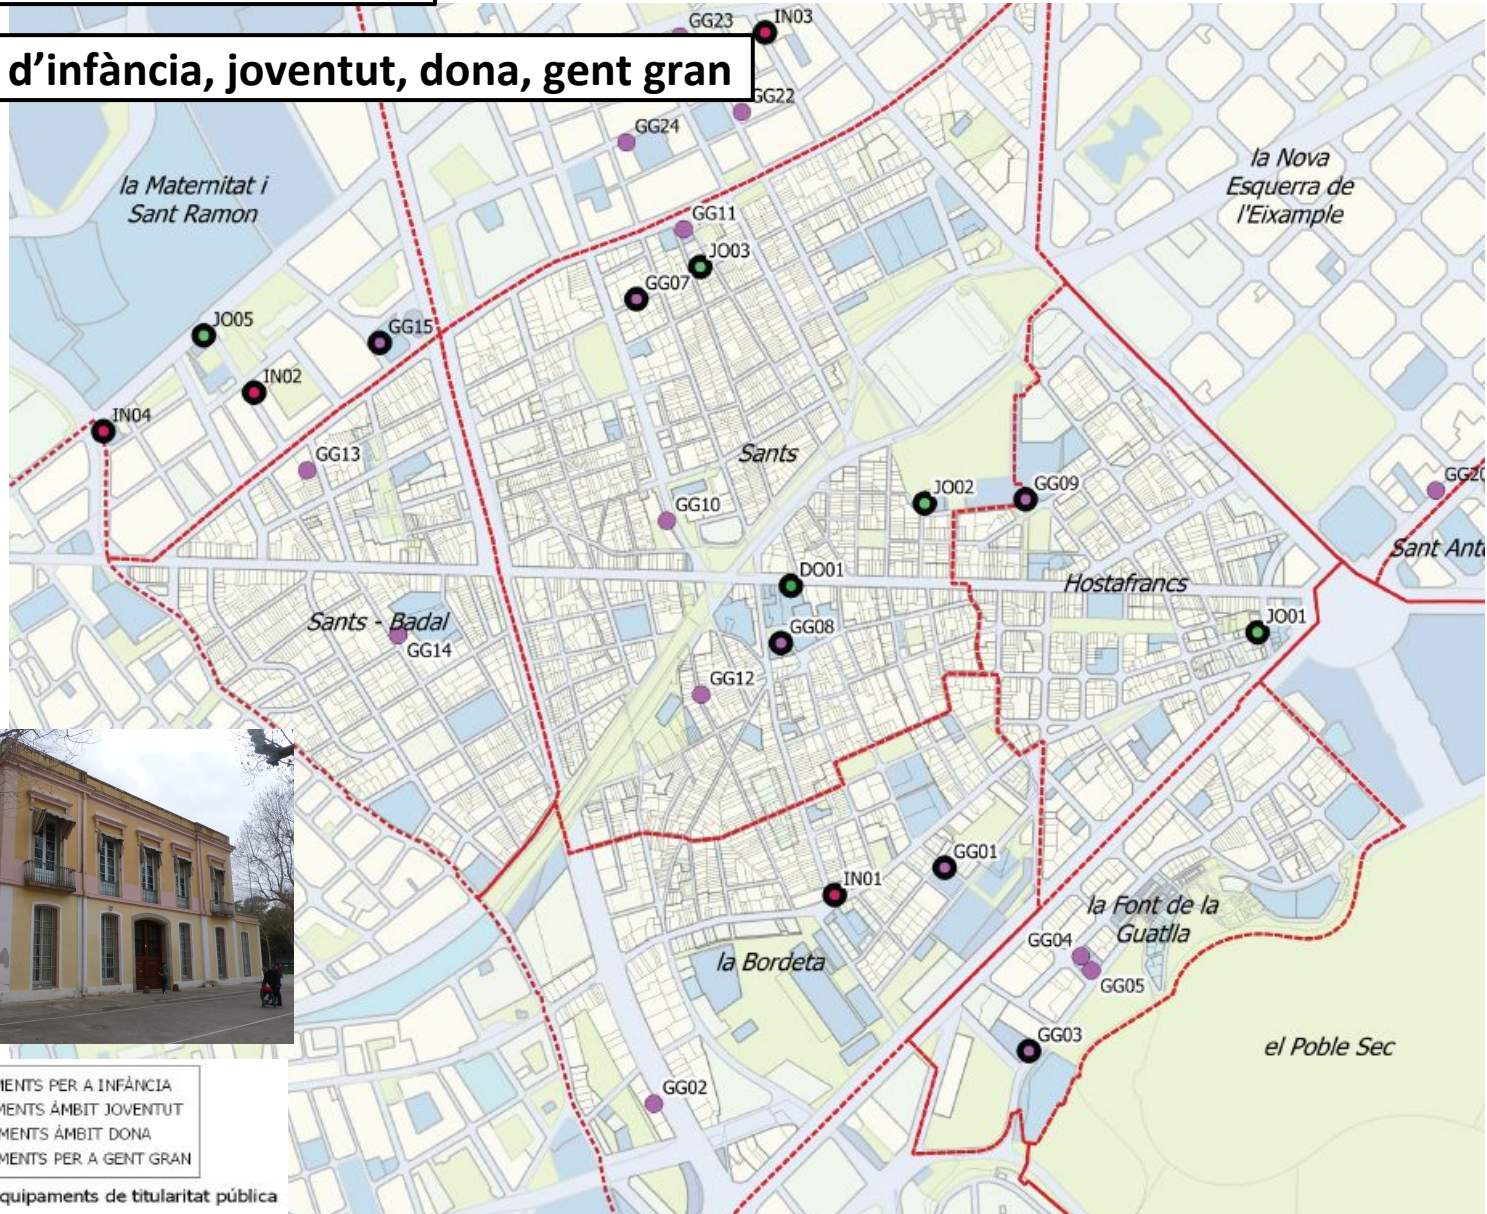 d’infància, joventut, dona, gent gran
GG23
IN03
GG22
GG24
la Maternitat i
Sant Ramon
la Nova
Esquerra de
l'Eixample
GG11
JO03
GG07
JO05
GG15
IN02
IN04
GG13
Sants
GG10
JO02
GG09
GG20
Sant Ant
DO01
Hostafrancs
Sants - Badal
GG14
GG08
JO01
GG12
GG01
IN01
la Font de la
Guatlla
GG04
GG05
la Bordeta
GG03
el Poble Sec
GG02
MENTS PER A INFÀNCIA
MENTS ÀMBIT JOVENTUT
MENTS ÀMBIT DONA
MENTS PER A GENT GRAN
quipaments de titularitat pública